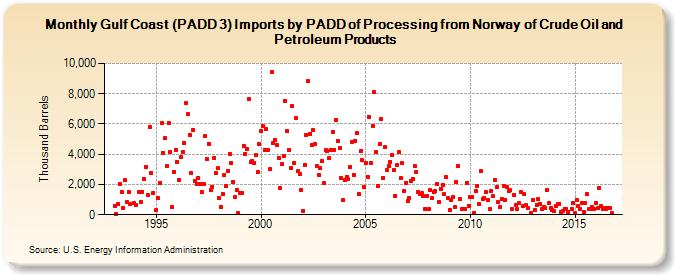 Monthly Gulf Coast (PADD 3) Imports by PADD of Processing from Norway of Crude Oil and
Petroleum Products
Thousand Barrels
10,000
8,000
6,000
4,000
2,000
0
1995
2000
2005
2010
2015
Source: U.S. Energy Information Administration